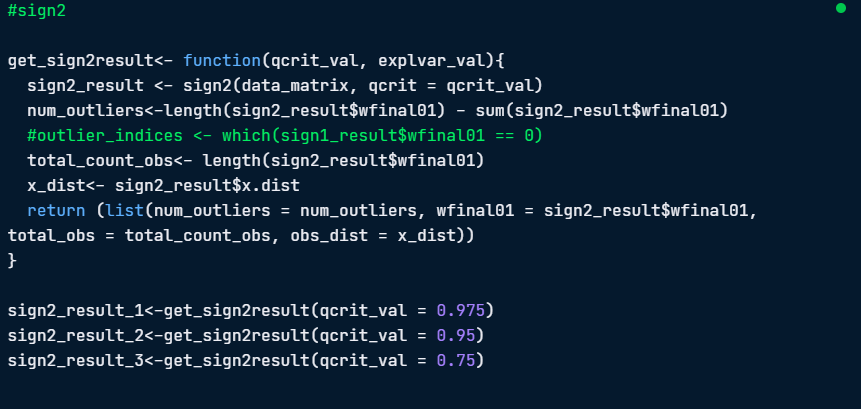 #sign2
get_sign2result<- function(qcrit_val, explvar_val){
  sign2_result <- sign2(data_matrix, qcrit = qcrit_val)
  num_outliers<-length(sign2_result$wfinal01) - sum(sign2_result$wfinal01)
  #outlier_indices <- which(sign1_result$wfinal01 == 0)
  total_count_obs<- length(sign2_result$wfinal01)
  x_dist<- sign2_result$x.dist
  return (list(num_outliers = num_outliers, wfinal01 = sign2_result$wfinal01,
total_obs = total_count_obs, obs_dist = x_dist))
}
sign2_result_1<-get_sign2result(qcrit_val = 0.975)
sign2_result_2<-get_sign2result(qcrit_val = 0.95)
sign2_result_3<-get_sign2result(qcrit_val = 0.75)